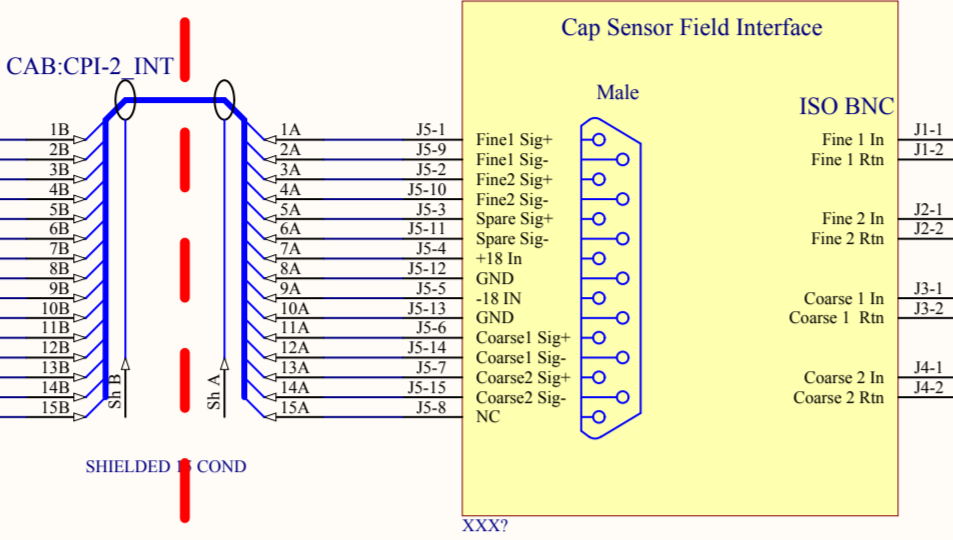 Cap Sensor Field Interface
CAB:CPI-2_INT
Male
ISO BNC
1B 1A J5-1 Fine1 Sig+ Fine 1 In J1-1
2B 2A J5-9 Fine1 Sig- Fine 1 Rtn J1-2
3B 3A J5-2 Fine2 Sig+
4B 4A J5-10 Fine2 Sig-
5B 5A J5-3 Spare Sig+ Fine 2 In J2-1
6B 6A J5-11 Spare Sig- Fine 2 Rtn J2-2
7B 7A J5-4 +18 In
8B 8A J5-12 GND
9B 9A J5-5 -18 IN Coarse 1 In J3-1
10B 10A J5-13 GND Coarse 1 Rtn J3-2
11B 11A J5-6 Coarse1 Sig+
12B 12A J5-14 Coarse1 Sig-
13B 13A J5-7 Coarse2 Sig+ Coarse 2 In J4-1
14B 14A J5-15 Coarse2 Sig- Coarse 2 Rtn J4-2
15B 15A J5-8 NC
Sh B
Sh A
SHIELDED 15 COND
XXX?